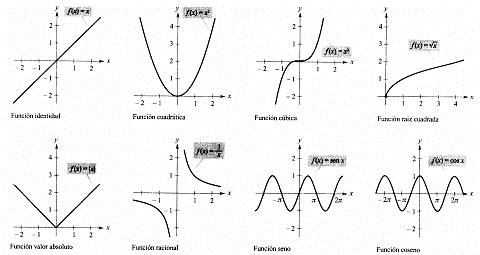 f(x) = x
Función identidad
f(x) = x²
Función cuadrática
f(x) = x³
Función cúbica
f(x) = √x
Función raíz cuadrada
f(x) = |x|
Función valor absoluto
f(x) = 1/x
Función racional
f(x) = sen x
Función seno
f(x) = cos x
Función coseno